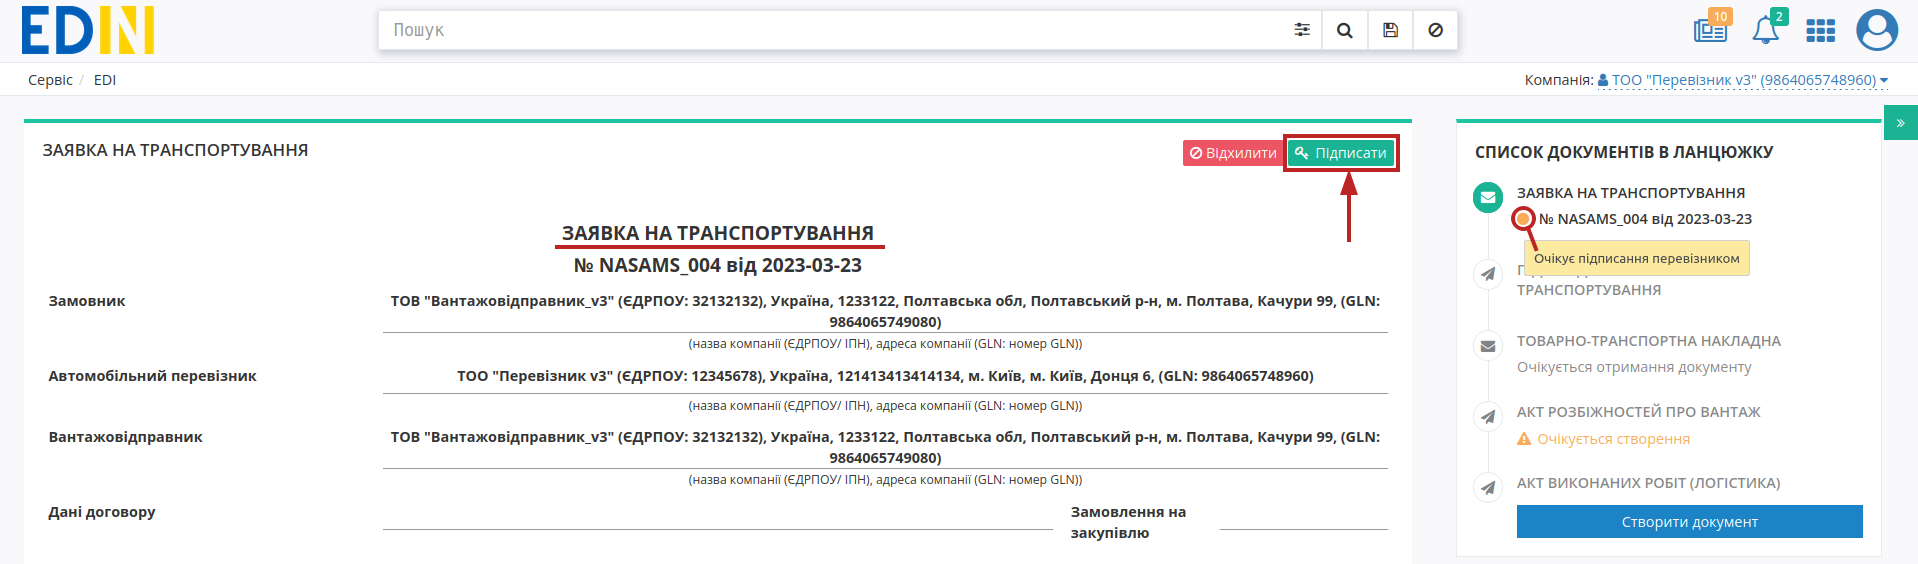 EDIN
Пошук
10
2
Сервіс / EDI
Компанія: ТОО "Перевізник v3" (9864065748960)
»
ЗАЯВКА НА ТРАНСПОРТУВАННЯ
Відхилити
Підписати
ЗАЯВКА НА ТРАНСПОРТУВАННЯ
№ NASAMS_004 від 2023-03-23
Замовник
ТОВ "Вантажовідправник_v3" (ЄДРПОУ: 32132132), Україна, 1233122, Полтавська обл, Полтавський р-н, м. Полтава, Качури 99, (GLN:
9864065749080)
(назва компанії (ЄДРПОУ/ ІПН), адреса компанії (GLN: номер GLN))
Автомобільний перевізник
ТОО "Перевізник v3" (ЄДРПОУ: 12345678), Україна, 121413413414134, м. Київ, м. Київ, Донця 6, (GLN: 9864065748960)
(назва компанії (ЄДРПОУ/ ІПН), адреса компанії (GLN: номер GLN))
Вантажовідправник
ТОВ "Вантажовідправник_v3" (ЄДРПОУ: 32132132), Україна, 1233122, Полтавська обл, Полтавський р-н, м. Полтава, Качури 99, (GLN:
9864065749080)
(назва компанії (ЄДРПОУ/ ІПН), адреса компанії (GLN: номер GLN))
Дані договору
Замовлення на
закупівлю
СПИСОК ДОКУМЕНТІВ В ЛАНЦЮЖКУ
ЗАЯВКА НА ТРАНСПОРТУВАННЯ
№ NASAMS_004 від 2023-03-23
Очікує підписання перевізником
ТРАНСПОРТУВАННЯ
ТОВАРНО-ТРАНСПОРТНА НАКЛАДНА
Очікується отримання документу
АКТ РОЗБІЖНОСТЕЙ ПРО ВАНТАЖ
Очікується створення
АКТ ВИКОНАНИХ РОБІТ (ЛОГІСТИКА)
Створити документ